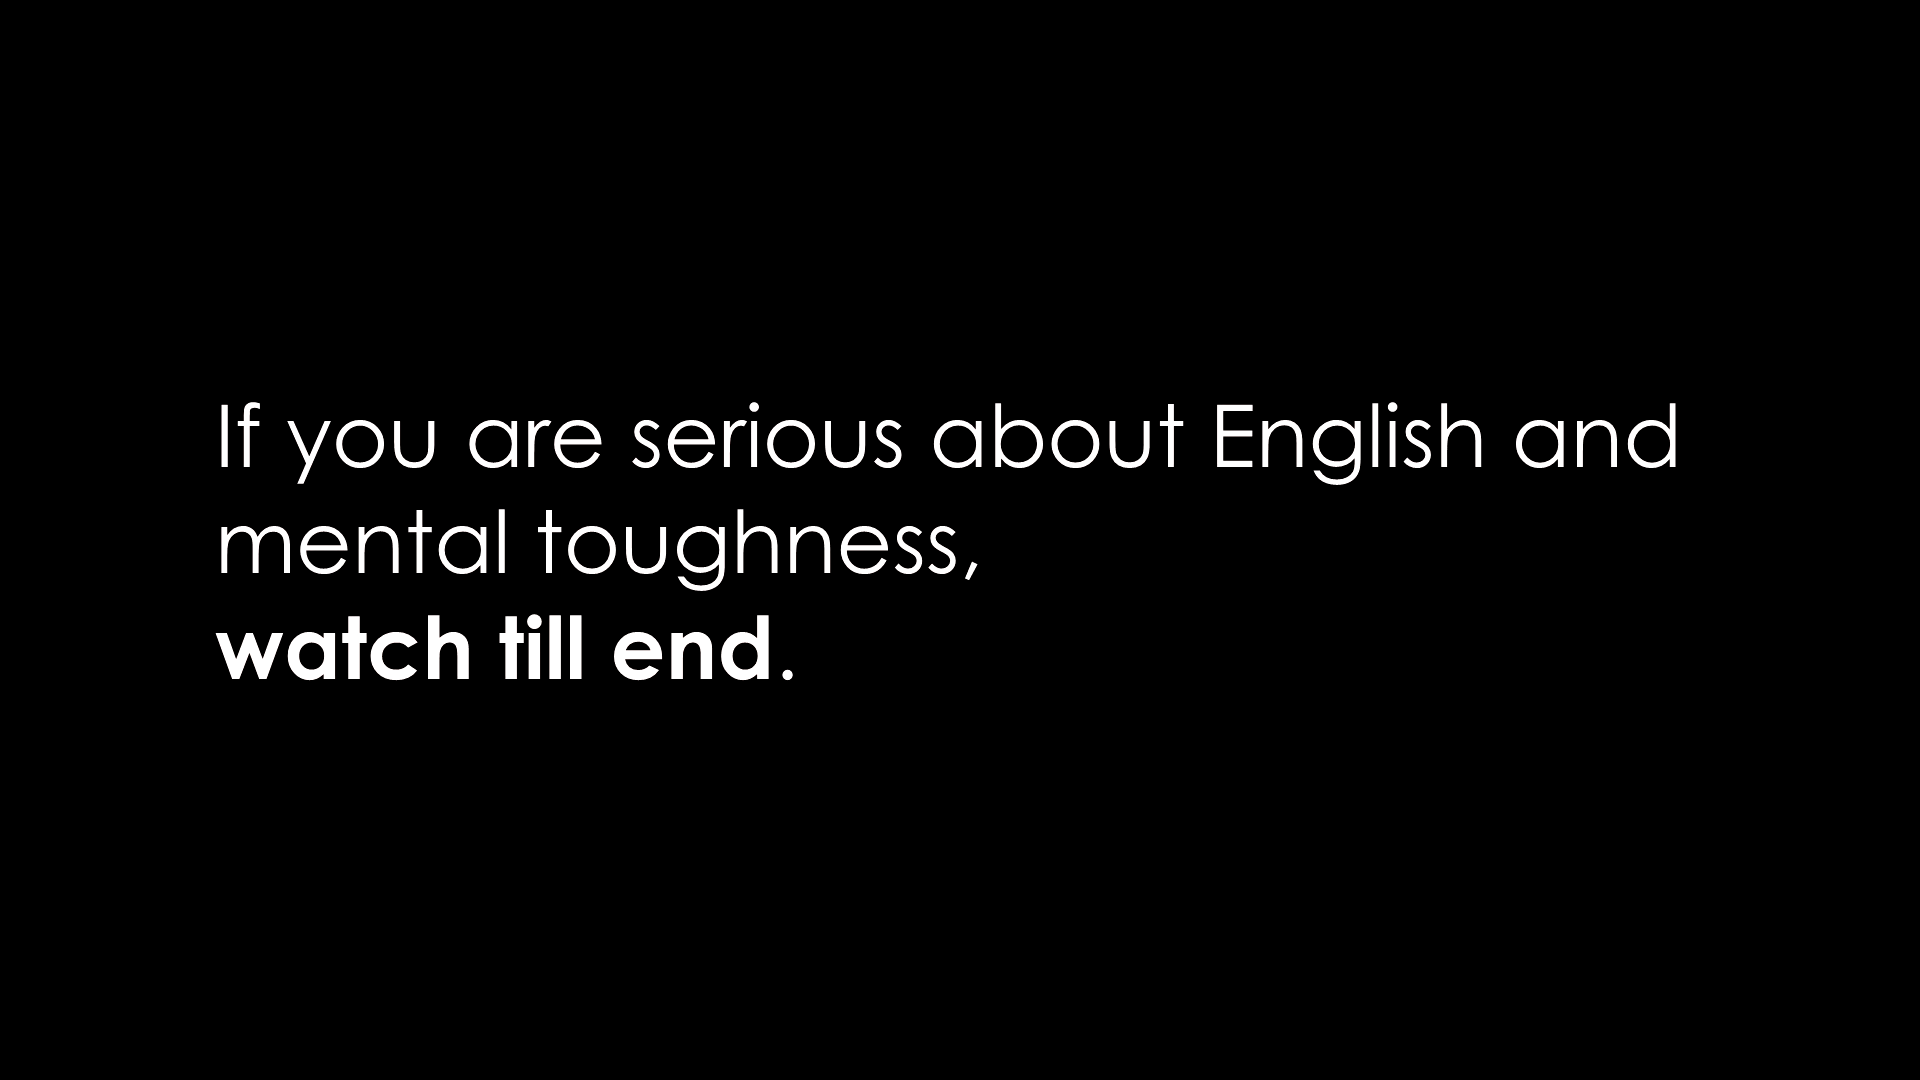 If you are serious about English and
mental toughness,
watch till end.